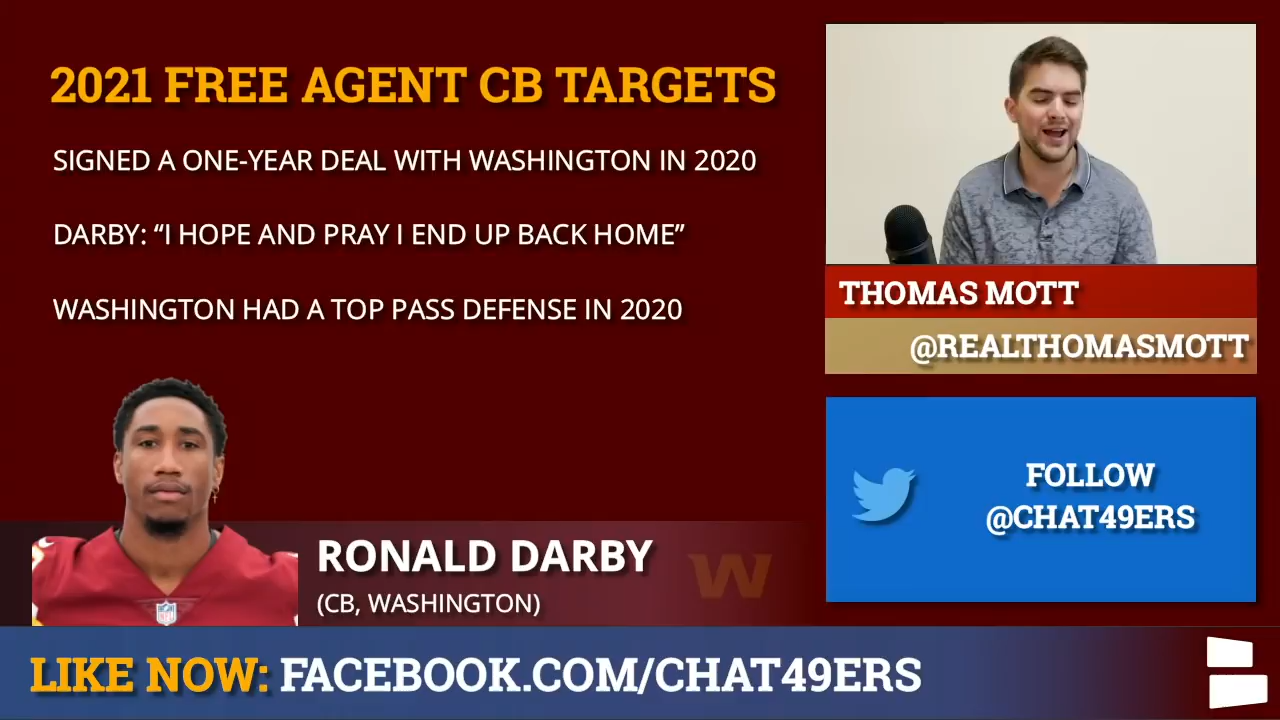 2021 FREE AGENT CB TARGETS
SIGNED A ONE-YEAR DEAL WITH WASHINGTON IN 2020
DARBY: “I HOPE AND PRAY I END UP BACK HOME”
WASHINGTON HAD A TOP PASS DEFENSE IN 2020
THOMAS MOTT
@REALTHOMASMOTT
FOLLOW
@CHAT49ERS
NFL
RONALD DARBY
W
(CB, WASHINGTON)
LIKE NOW: FACEBOOK.COM/CHAT49ERS